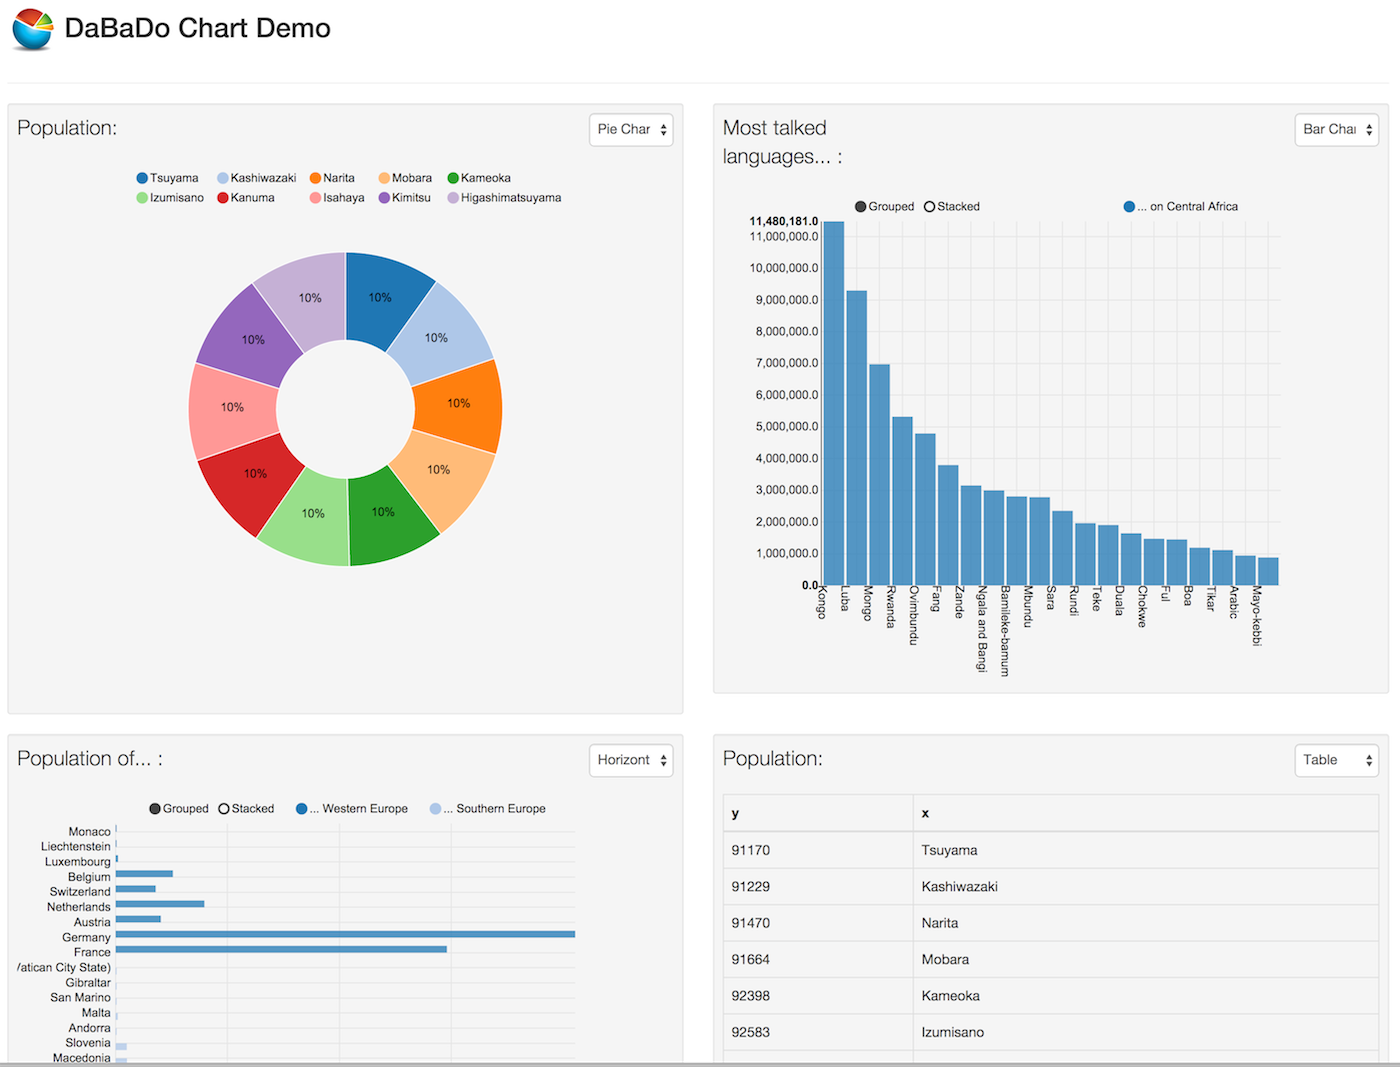 DaBaDo Chart Demo
Population:
Pie Char
Tsuyama Kashiwazaki Narita Mobara Kameoka
Izumisano Kanuma Isahaya Kimitsu Higashimatsuyama
10%
10%
10%
10%
10%
10%
10%
10%
10%
10%
Most talked
languages... :
Bar Char
Grouped Stacked ... on Central Africa
11,480,181.0
11,000,000.0
10,000,000.0
9,000,000.0
8,000,000.0
7,000,000.0
6,000,000.0
5,000,000.0
4,000,000.0
3,000,000.0
2,000,000.0
1,000,000.0
0.0
Kongo
Luba
Mongo
Rwanda
Ovimbundu
Fang
Zande
Ngala and Bangi
Bamileke-bamum
Mbundu
Sara
Rundi
Teke
Duala
Chokwe
Ful
Boa
Tikar
Arabic
Mayo-kebbi
Population of... :
Horizont
Grouped Stacked ... Western Europe ... Southern Europe
Monaco
Liechtenstein
Luxembourg
Belgium
Switzerland
Netherlands
Austria
Germany
France
/atican City State)
Gibraltar
San Marino
Malta
Andorra
Slovenia
Macedonia
Population:
Table
y x
91170 Tsuyama
91229 Kashiwazaki
91470 Narita
91664 Mobara
92398 Kameoka
92583 Izumisano